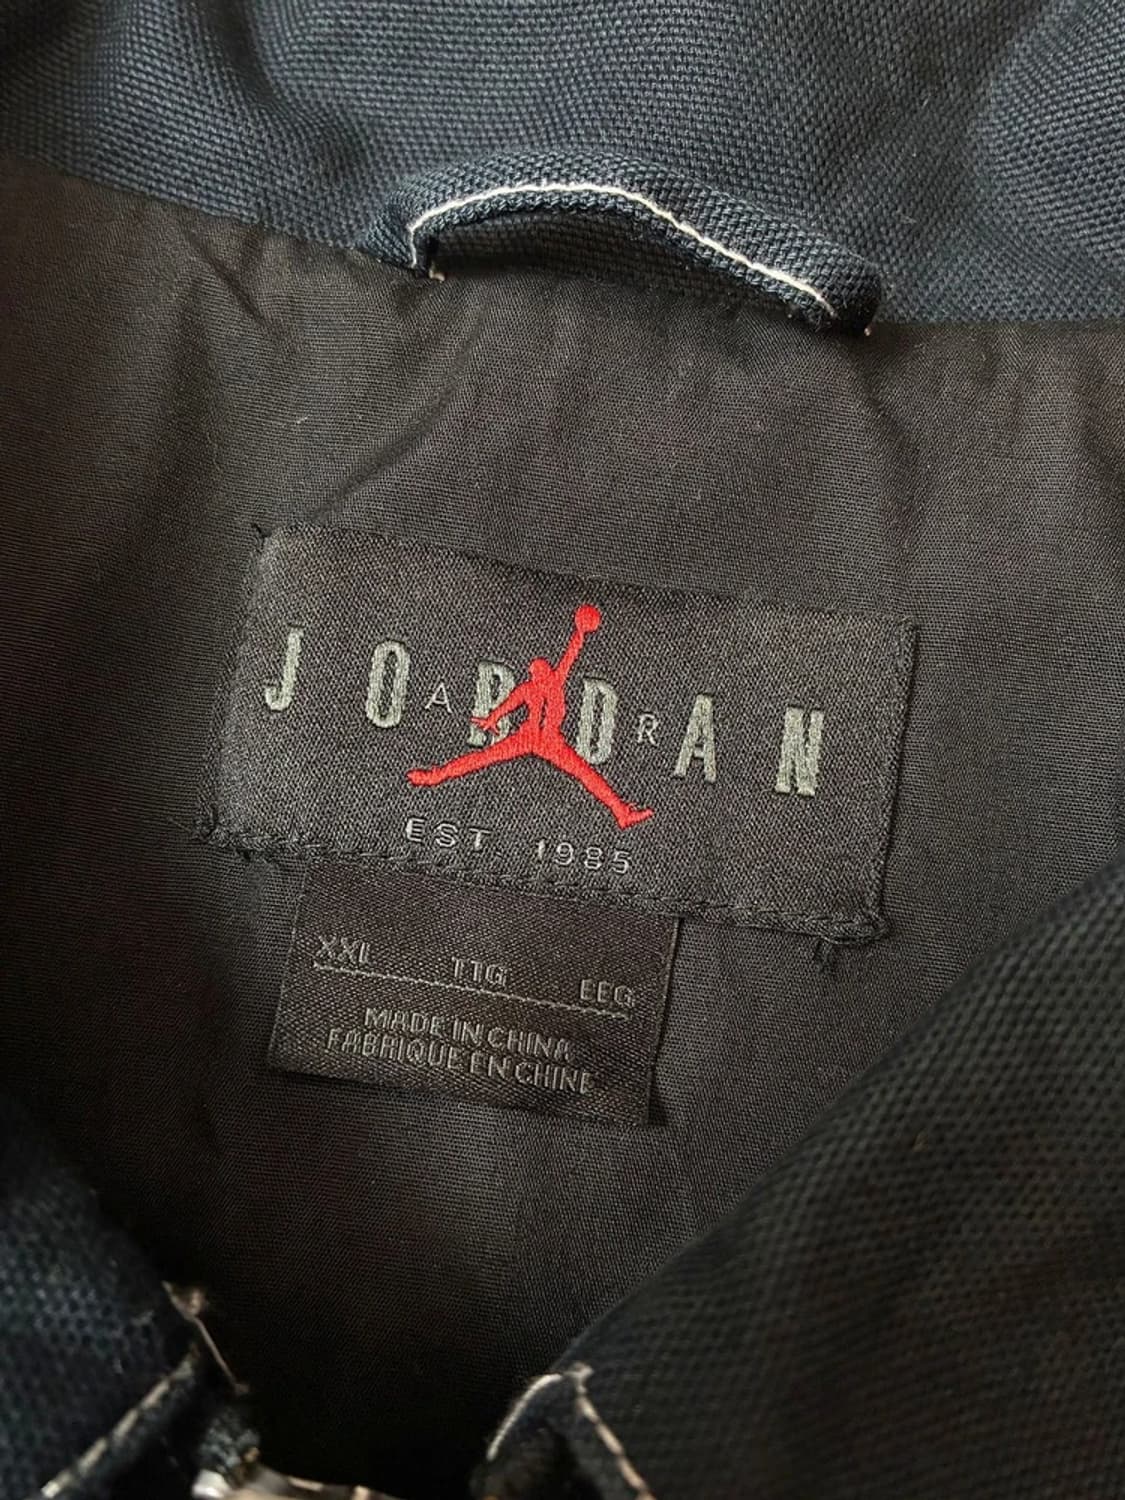 JORDAN
AIR
EST. 1985
XXL TTG EEG
MADE IN CHINA
FABRIQUE EN CHINE